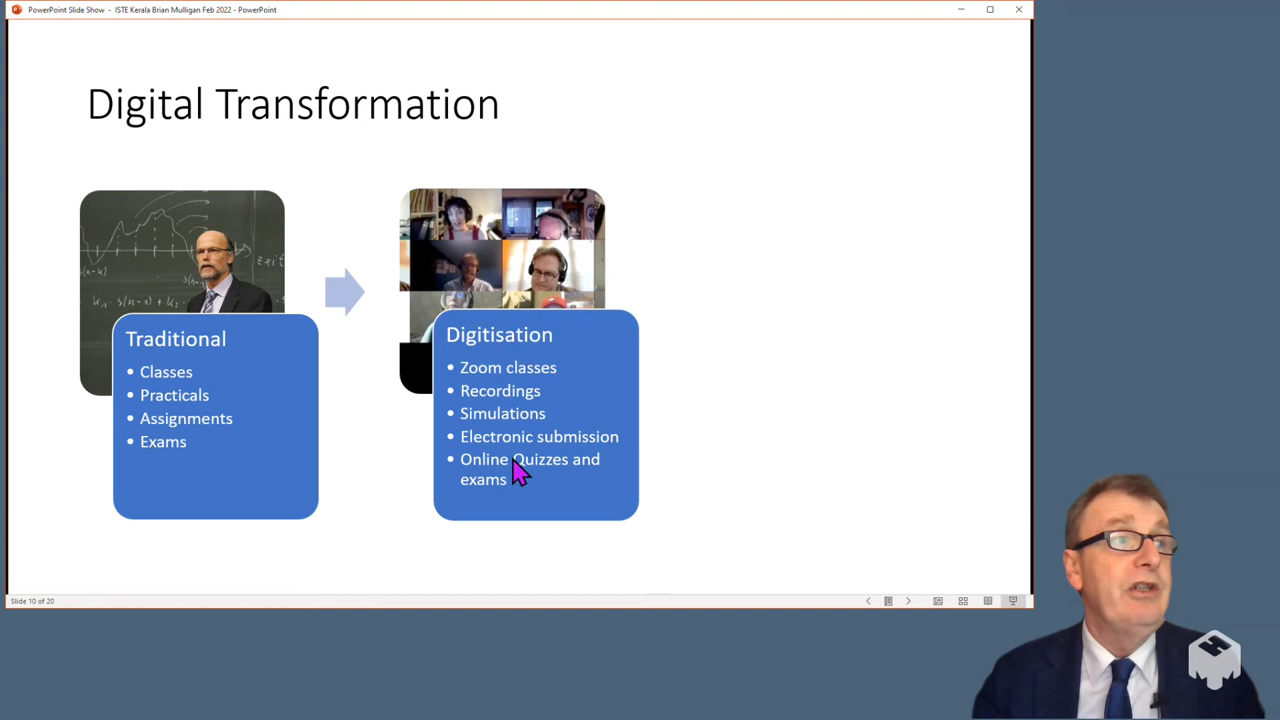 PowerPoint Slide Show - ISTE Kerala Brian Mulligan Feb 2022 - PowerPoint
Digital Transformation
Traditional
• Classes
• Practicals
• Assignments
• Exams
Digitisation
• Zoom classes
• Recordings
• Simulations
• Electronic submission
• Online Quizzes and
exams
Slide 10 of 20